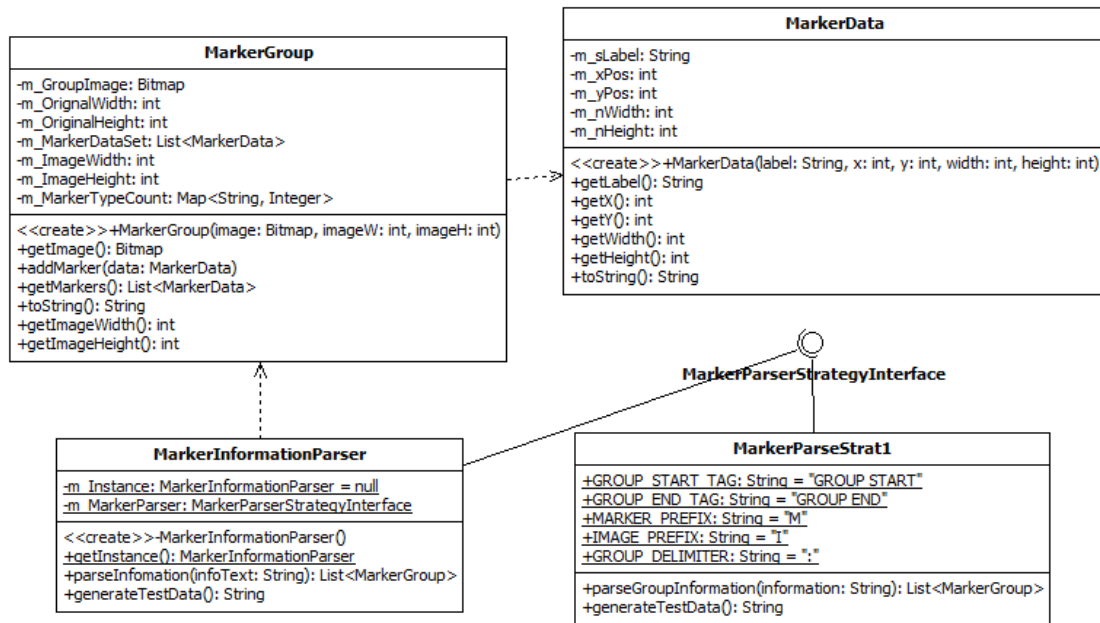 MarkerGroup
-m_GroupImage: Bitmap
-m_OrignalWidth: int
-m_OriginalHeight: int
-m_MarkerDataSet: List<MarkerData>
-m_ImageWidth: int
-m_ImageHeight: int
-m_MarkerTypeCount: Map<String, Integer>
<<create>>+MarkerGroup(image: Bitmap, imageW: int, imageH: int)
+getImage(): Bitmap
+addMarker(data: MarkerData)
+getMarkers(): List<MarkerData>
+toString(): String
+getImageWidth(): int
+getImageHeight(): int
MarkerData
-m_sLabel: String
-m_xPos: int
-m_yPos: int
-m_nWidth: int
-m_nHeight: int
<<create>>+MarkerData(label: String, x: int, y: int, width: int, height: int)
+getLabel(): String
+getX(): int
+getY(): int
+getWidth(): int
+getHeight(): int
+toString(): String
MarkerParserStrategyInterface
MarkerInformationParser
-m_Instance: MarkerInformationParser = null
-m_MarkerParser: MarkerParserStrategyInterface
<<create>>-MarkerInformationParser()
+getInstance(): MarkerInformationParser
+parseInfomation(infoText: String): List<MarkerGroup>
+generateTestData(): String
MarkerParseStrat1
+GROUP_START_TAG: String = "GROUP START"
+GROUP_END_TAG: String = "GROUP END"
+MARKER_PREFIX: String = "M"
+IMAGE_PREFIX: String = "I"
+GROUP_DELIMITER: String = ":"
+parseGroupInformation(information: String): List<MarkerGroup>
+generateTestData(): String